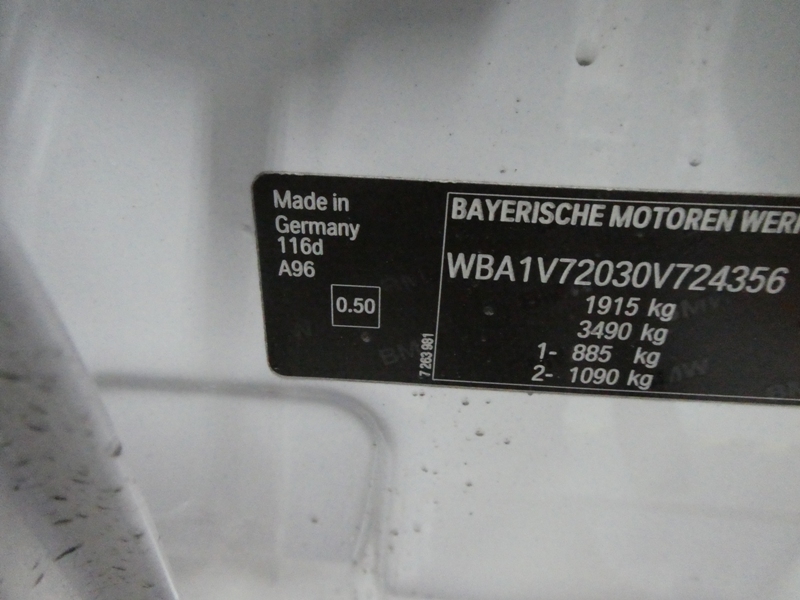 Made in
Germany
116d
A96
0.50
7 263 981
BAYERISCHE MOTOREN WER
WBA1V72030V724356
1915 kg
3490 kg
1- 885 kg
2- 1090 kg